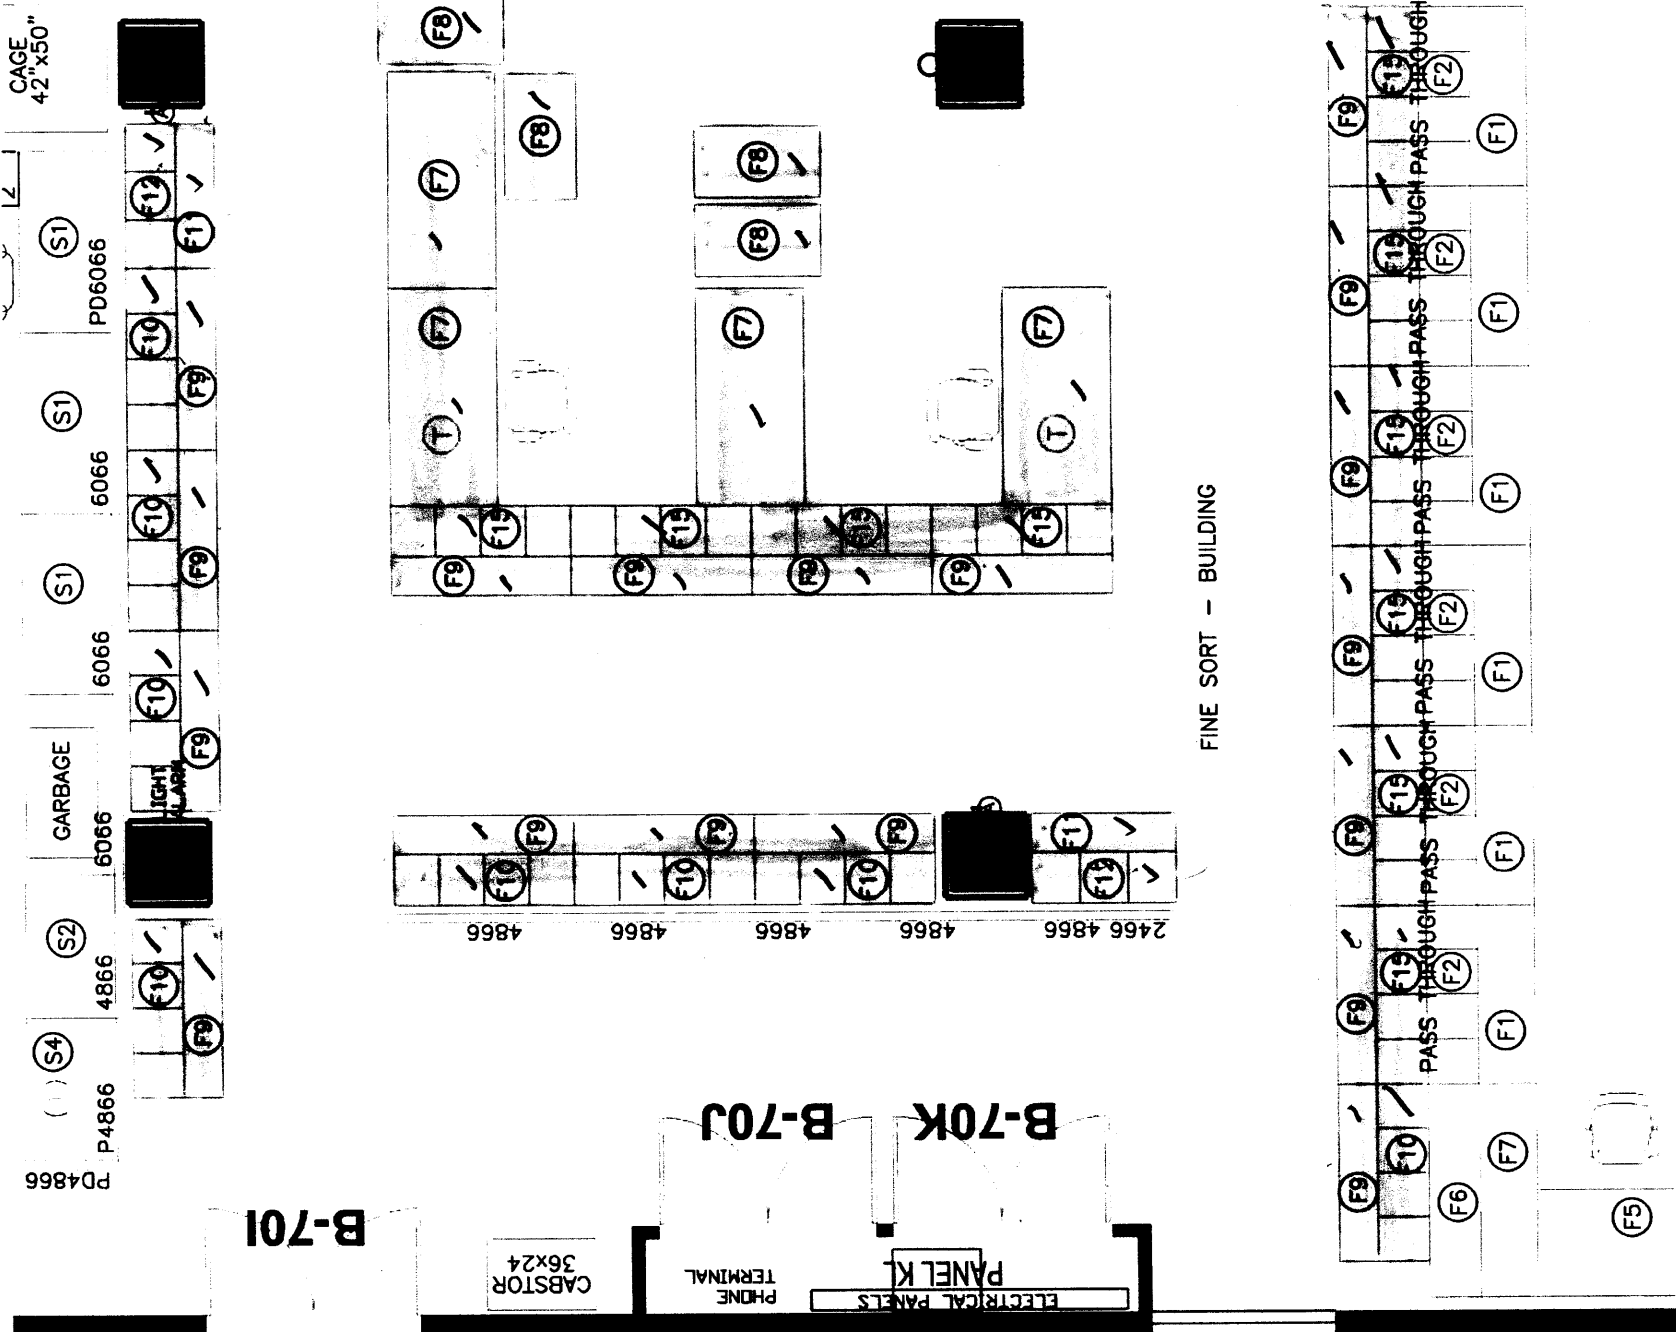 CAGE
42"x50"
A
F12
F1
S1
PD6066
F10
F9
S1
6066
F10
F9
S1
6066
F10
F9
GARBAGE
6066
S2
4866
F10
F9
S4
P4866
PD4866
F8
F7
F8
F8
F8
F7
F7
F7
T
T
F15
F15
F15
F15
F9
F9
F9
F9
FINE SORT - BUILDING
A
F9
F9
F9
F11
F10
F10
F10
F12
4866
4866
4866
4866
4866
2466
F15
F2
F9
F1
PASS THROUGH
F15
F2
F9
F1
PASS THROUGH
F15
F2
F9
F1
PASS THROUGH
F15
F2
F9
F1
PASS THROUGH
F15
F2
F9
F1
PASS THROUGH
F15
F2
F9
F1
PASS THROUGH
F10
F9
F7
F6
F5
B-70I
B-70J
B-70K
CABSTOR
36x24
PHONE
TERMINAL
PANEL KL
ELECTRICAL PANELS